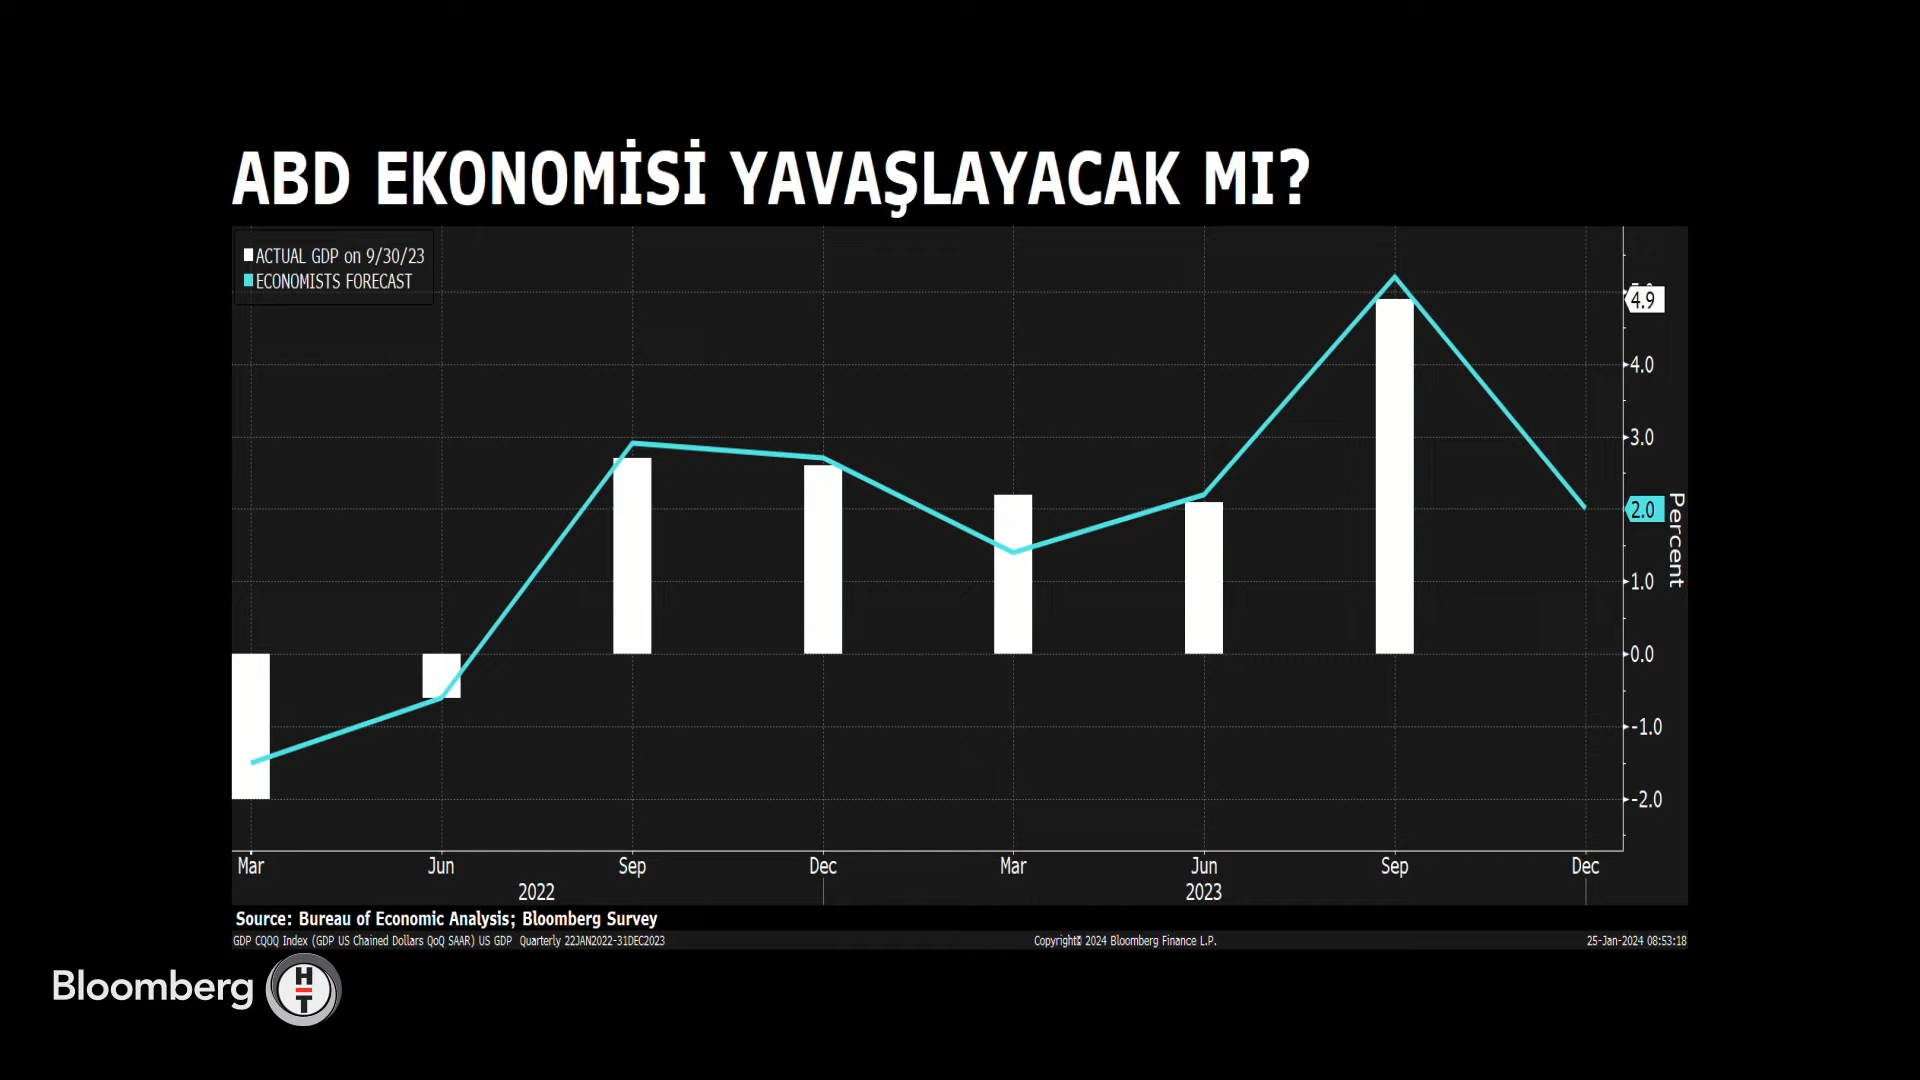 ABD EKONOMİSİ YAVAŞLAYACAK MI?
ACTUAL GDP on 9/30/23
ECONOMISTS FORECAST
4.9
4.0
3.0
2.0
1.0
0.0
-1.0
-2.0
Percent
Mar Jun Sep Dec Mar Jun Sep Dec
2022 2023
Source: Bureau of Economic Analysis; Bloomberg Survey
GDP CQOQ Index (GDP US Chained Dollars QoQ SAAR) US GDP Quarterly 22JAN2022-31DEC2023 Copyright© 2024 Bloomberg Finance L.P. 25-Jan-2024 08:53:18
Bloomberg HT